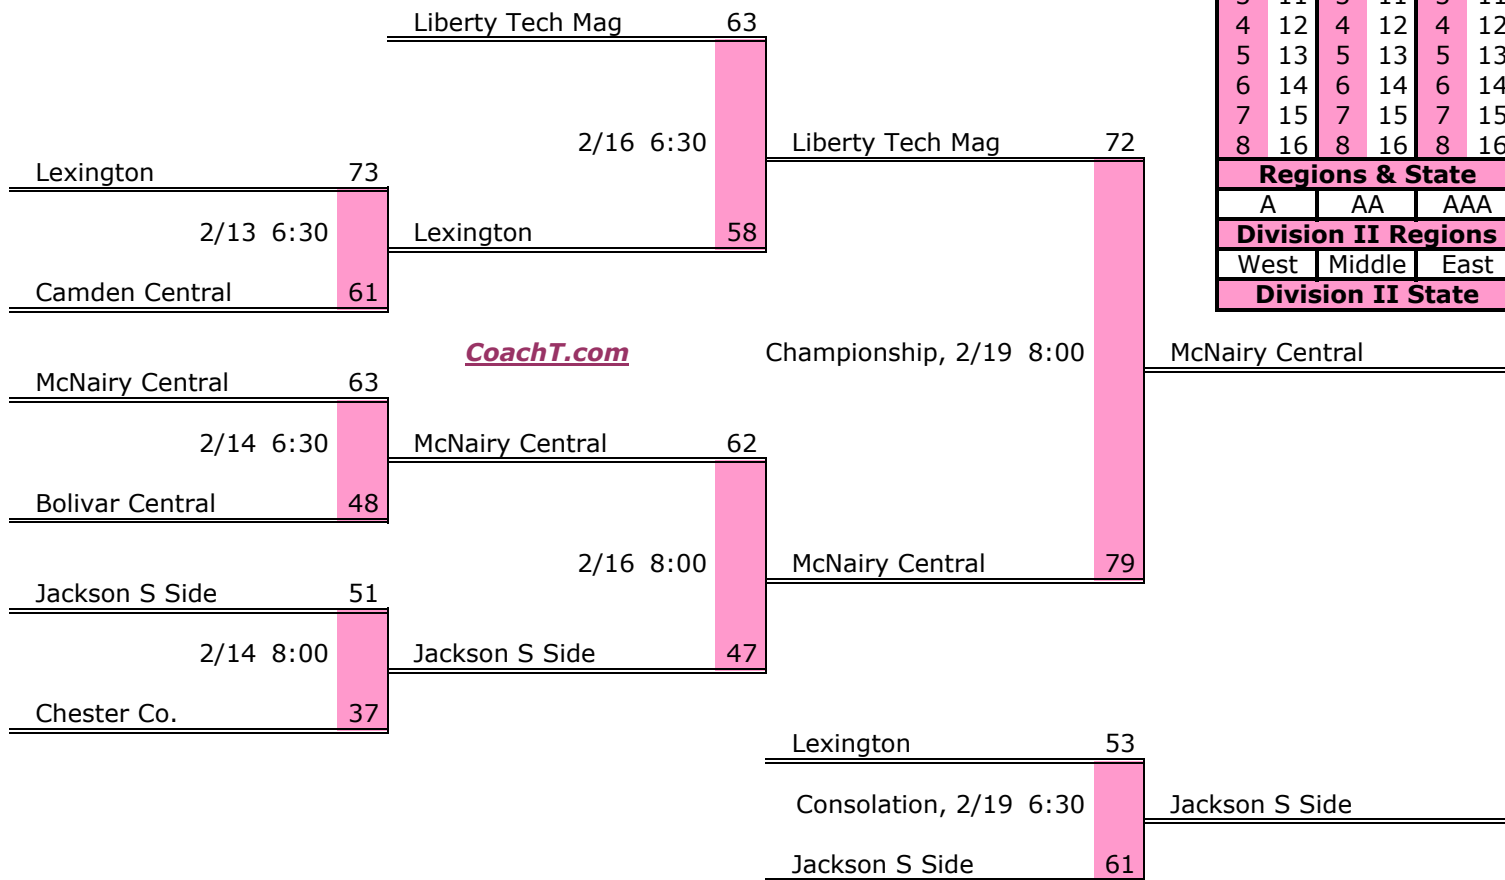 Liberty Tech Mag 63
4 12 4 12 4 12
5 13 5 13 5 13
6 14 6 14 6 14
2/16 6:30 Liberty Tech Mag 72
7 15 7 15 7 15
8 16 8 16 8 16
Lexington 73
Regions & State
A AA AAA
2/13 6:30 Lexington 58
Division II Regions
West Middle East
Camden Central 61
Division II State
CoachT.com Championship, 2/19 8:00 McNairy Central
McNairy Central 63
2/14 6:30 McNairy Central 62
Bolivar Central 48
2/16 8:00 McNairy Central 79
Jackson S Side 51
2/14 8:00 Jackson S Side 47
Chester Co. 37
Lexington 53
Consolation, 2/19 6:30 Jackson S Side
Jackson S Side 61